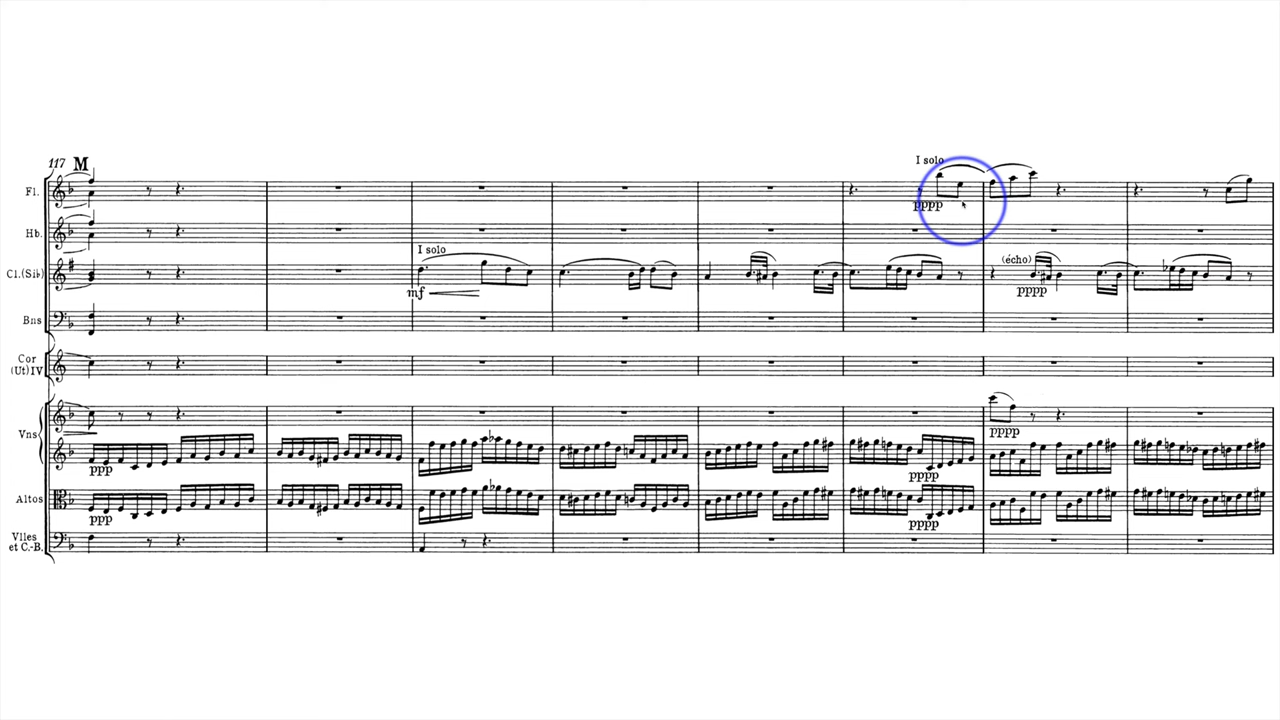 117 M
I solo
Fl.
pppp
Hb.
I solo
(écho)
Cl.(Si♭)
mf
pppp
Bns
Cor
(Ut) IV
Vns
pppp
ppp
pppp
Altos
ppp
pppp
Vlles
et C.-B.